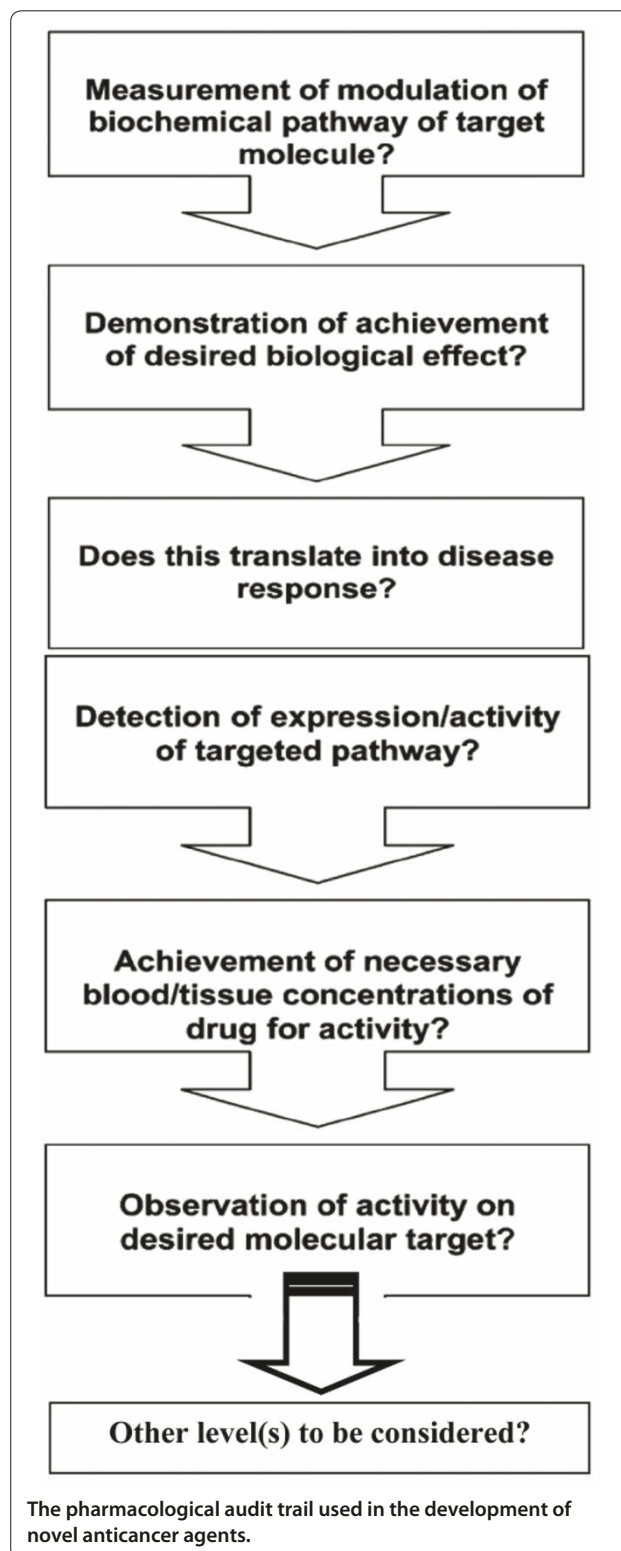 Measurement of modulation of
biochemical pathway of target
molecule?
Demonstration of achievement
of desired biological effect?
Does this translate into disease
response?
Detection of expression/activity
of targeted pathway?
Achievement of necessary
blood/tissue concentrations of
drug for activity?
Observation of activity on
desired molecular target?
Other level(s) to be considered?
The pharmacological audit trail used in the development of
novel anticancer agents.